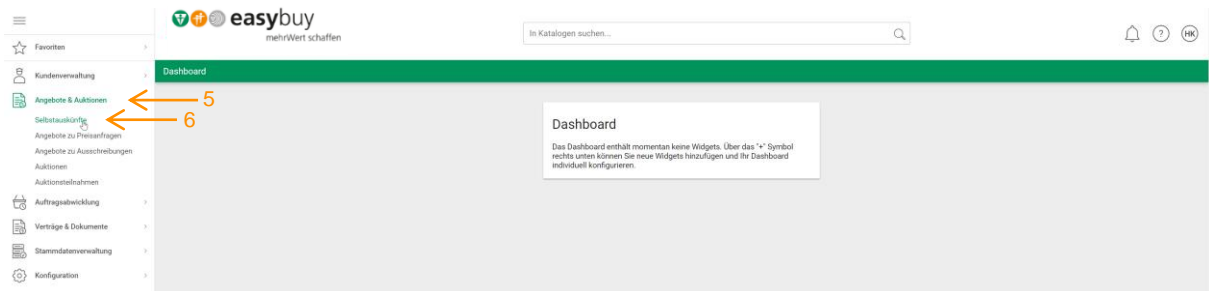 easybuy
mehrWert schaffen
In Katalogen suchen...
?
HK
Favoriten
Kundenverwaltung
Dashboard
Angebote & Auktionen
5
Selbstauskünfte
6
Angebote zu Preisanfragen
Angebote zu Ausschreibungen
Auktionen
Auktionsteilnahmen
Auftragsabwicklung
Verträge & Dokumente
Stammdatenverwaltung
Konfiguration
Dashboard
Das Dashboard enthält momentan keine Widgets. Über das "+" Symbol
rechts unten können Sie neue Widgets hinzufügen und Ihr Dashboard
individuell konfigurieren.